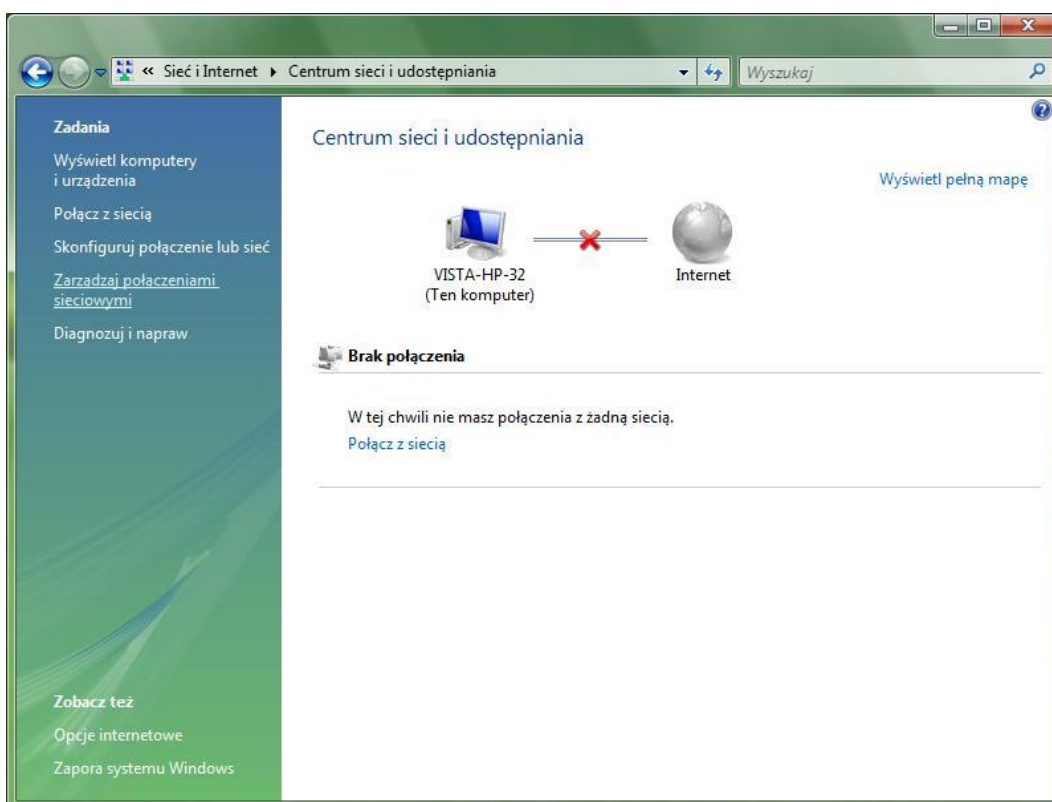 « Sieć i Internet ▸ Centrum sieci i udostępniania
Wyszukaj
Zadania
Wyświetl komputery
i urządzenia
Połącz z siecią
Skonfiguruj połączenie lub sieć
Zarządzaj połączeniami
sieciowymi
Diagnozuj i napraw
Zobacz też
Opcje internetowe
Zapora systemu Windows
Centrum sieci i udostępniania
Wyświetl pełną mapę
VISTA-HP-32
(Ten komputer)
Internet
Brak połączenia
W tej chwili nie masz połączenia z żadną siecią.
Połącz z siecią